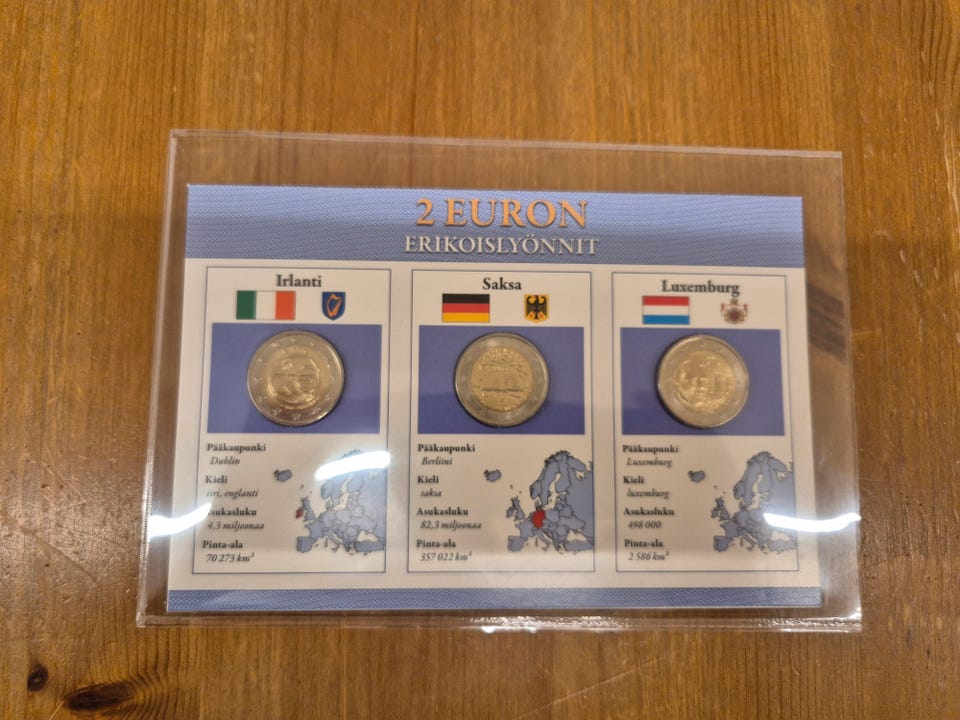 2 EURON
ERIKOISLYÖNNIT
Irlanti
Pääkaupunki
Dublin
Kieli
iiri, englanti
Asukasluku
4,3 miljoonaa
Pinta-ala
70 273 km²
Saksa
Pääkaupunki
Berliini
Kieli
saksa
Asukasluku
82,3 miljoonaa
Pinta-ala
357 022 km²
Luxemburg
Pääkaupunki
Luxemburg
Kieli
luxemburg
Asukasluku
498 000
Pinta-ala
2 586 km²